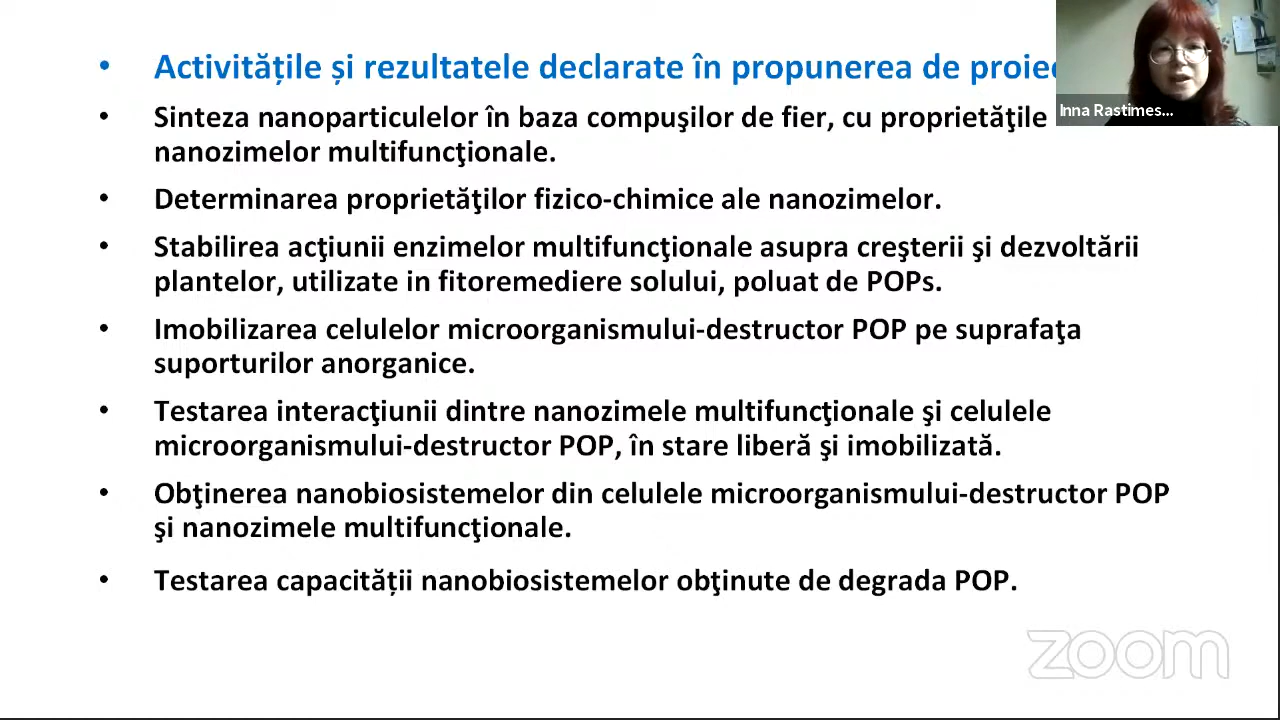 • Activitățile și rezultatele declarate în propunerea de
Inna Rastimes...
• Sinteza nanoparticulelor în baza compuşilor de fier, cu proprietăţile
nanozimelor multifuncţionale.
• Determinarea proprietăţilor fizico-chimice ale nanozimelor.
• Stabilirea acţiunii enzimelor multifuncţionale asupra creşterii şi dezvoltării
plantelor, utilizate in fitoremediere solului, poluat de POPs.
• Imobilizarea celulelor microorganismului-destructor POP pe suprafaţa
suporturilor anorganice.
• Testarea interacţiunii dintre nanozimele multifuncţionale şi celulele
microorganismului-destructor POP, în stare liberă şi imobilizată.
• Obţinerea nanobiosistemelor din celulele microorganismului-destructor POP
şi nanozimele multifuncţionale.
• Testarea capacității nanobiosistemelor obţinute de degrada POP.
zoom